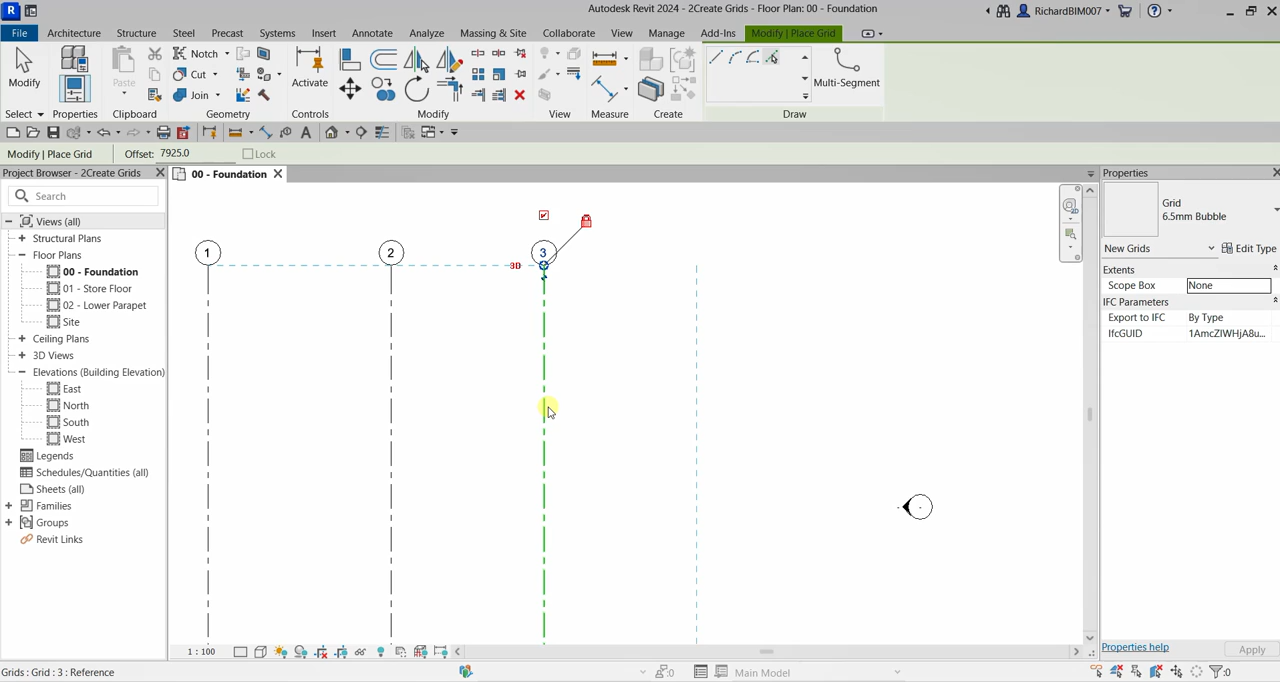 Autodesk Revit 2024 - 2Create Grids - Floor Plan: 00 - Foundation
RichardBIM007
File Architecture Structure Steel Precast Systems Insert Annotate Analyze Massing & Site Collaborate View Manage Add-Ins Modify | Place Grid
Modify Paste Notch Cut Join Activate Multi-Segment
Select Properties Clipboard Geometry Controls Modify View Measure Create Draw
Modify | Place Grid Offset: 7925.0 Lock
Project Browser - 2Create Grids
Search
Views (all)
Structural Plans
Floor Plans
00 - Foundation
01 - Store Floor
02 - Lower Parapet
Site
Ceiling Plans
3D Views
Elevations (Building Elevation)
East
North
South
West
Legends
Schedules/Quantities (all)
Sheets (all)
Families
Groups
Revit Links
00 - Foundation
1 2 3
3D
1 : 100
Properties
Grid
6.5mm Bubble
New Grids Edit Type
Extents
Scope Box None
IFC Parameters
Export to IFC By Type
IfcGUID 1AmcZIWHjA8u...
Properties help Apply
Grids : Grid : 3 : Reference :0 Main Model :0